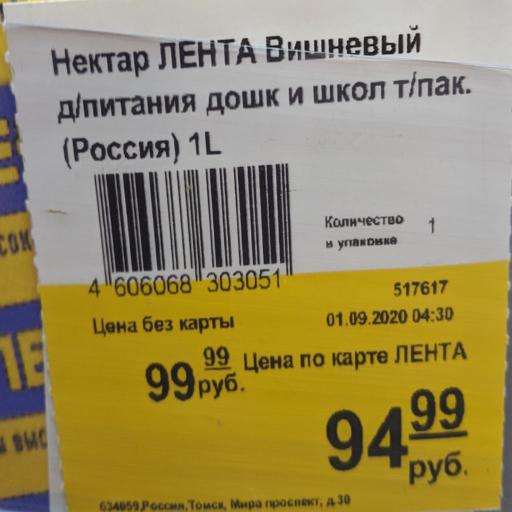 Нектар ЛЕНТА Вишневый
д/питания дошк и школ т/пак.
(Россия) 1L
Количество 1
в упаковке
4 606068 303051
517617
Цена без карты 01.09.2020 04:30
99 99 руб.
Цена по карте ЛЕНТА
94 99 руб.
634059,Россия,Томск, Мира проспект, д.30